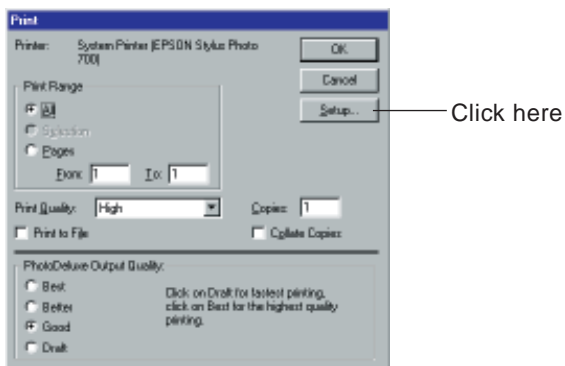 Print
Printer: System Printer (EPSON Stylus Photo
700)
OK
Cancel
Setup...
Click here
Print Range
All
Selection
Pages
From: 1 To: 1
Print Quality: High
Copies: 1
Print to File
Collate Copies
PhotoDeluxe Output Quality:
Best
Better
Good
Draft
Click on Draft for fastest printing,
click on Best for the highest quality
printing.